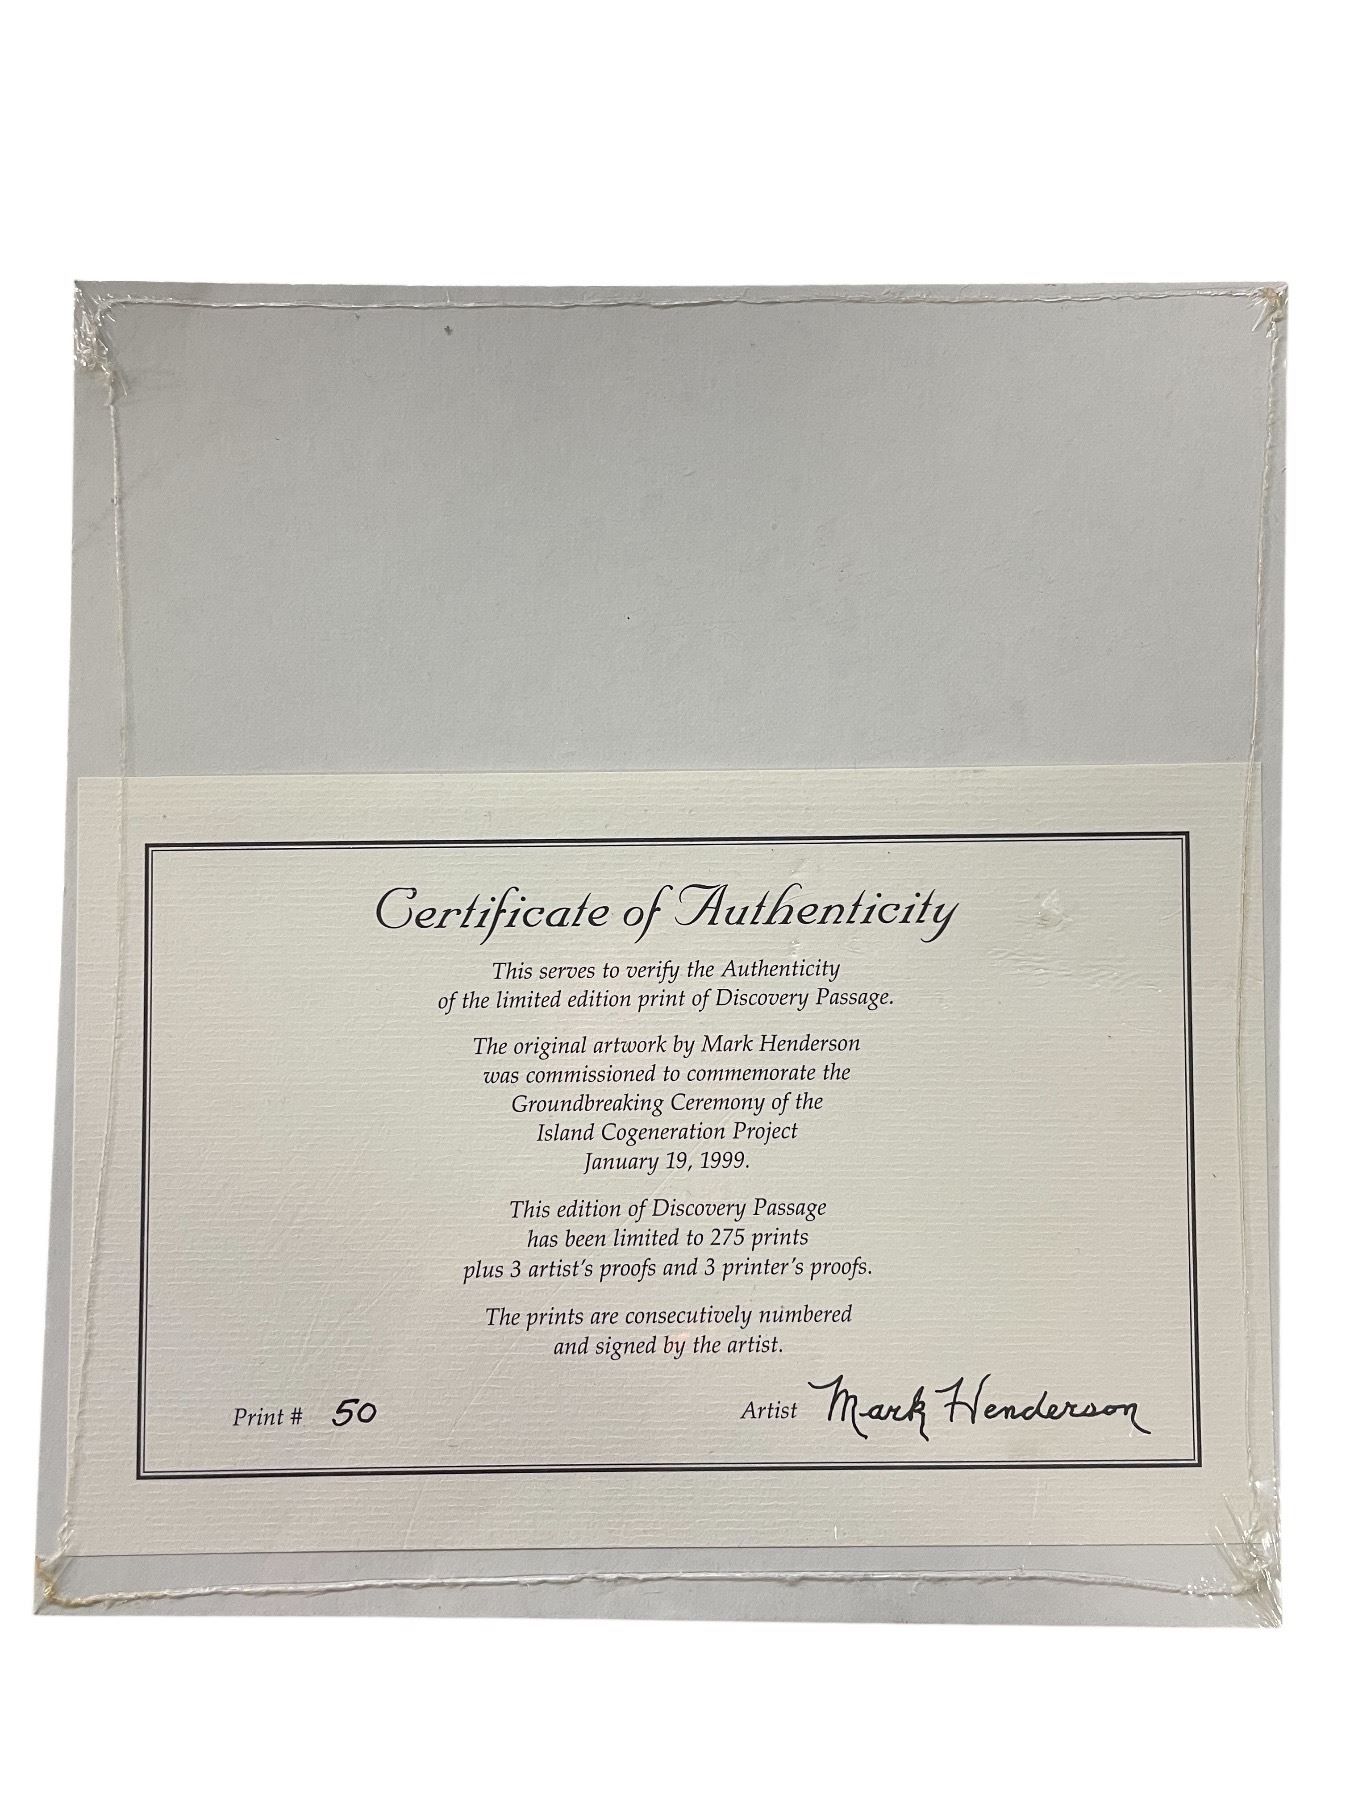 Certificate of Authenticity
This serves to verify the Authenticity
of the limited edition print of Discovery Passage.
The original artwork by Mark Henderson
was commissioned to commemorate the
Groundbreaking Ceremony of the
Island Cogeneration Project
January 19, 1999.
This edition of Discovery Passage
has been limited to 275 prints
plus 3 artist's proofs and 3 printer's proofs.
The prints are consecutively numbered
and signed by the artist.
Print # 50 Artist Mark Henderson